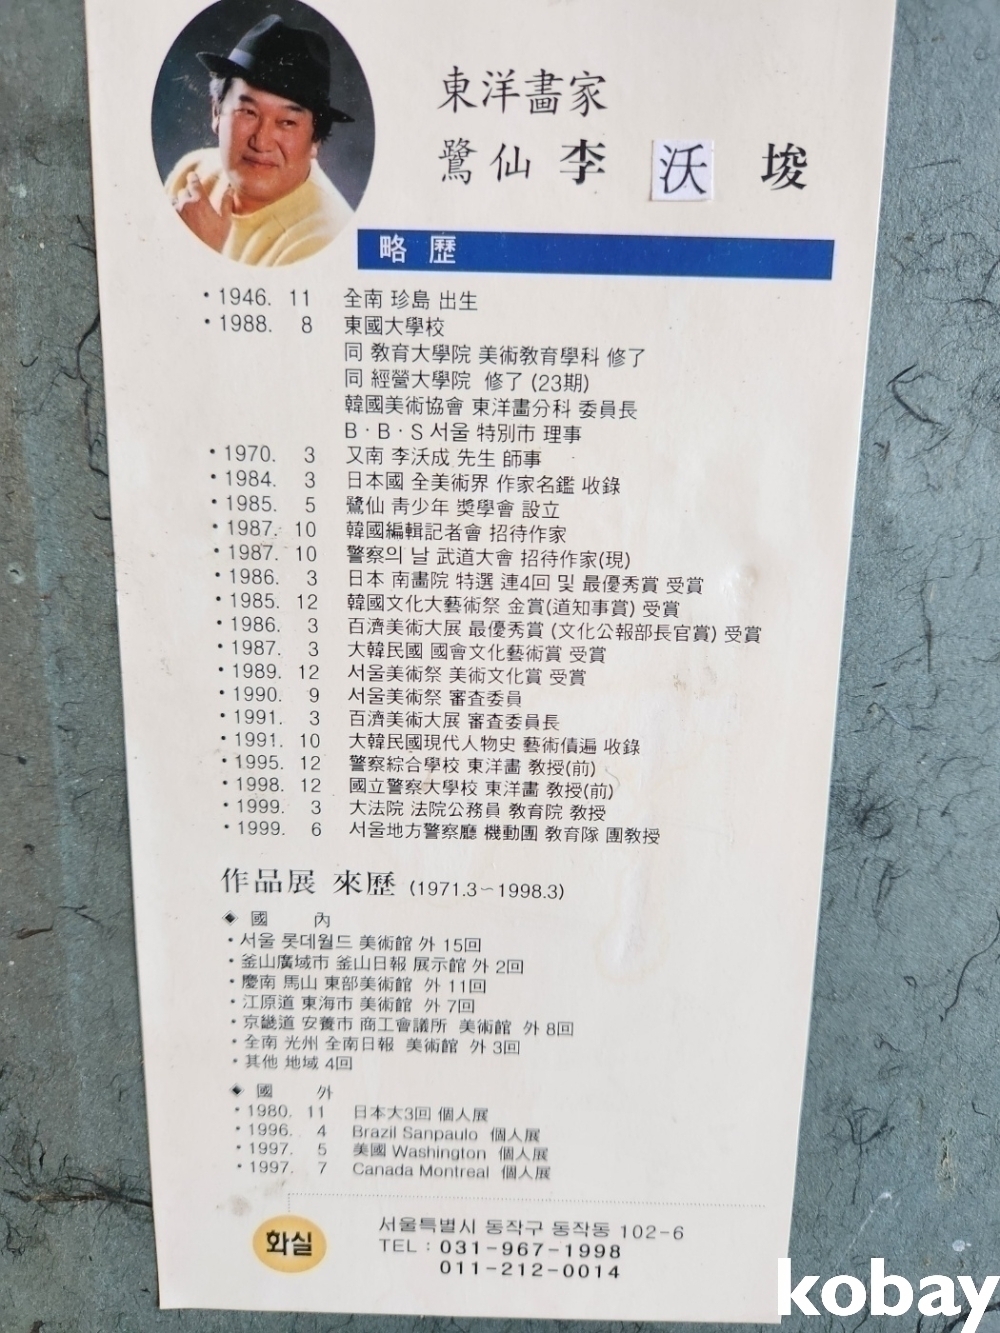 東洋畵家
鷺仙 李 沃 埈
略 歷
· 1946. 11 全南 珍島 出生
· 1988. 8 東國大學校
同 敎育大學院 美術敎育學科 修了
同 經營大學院 修了 (23期)
韓國美術協會 東洋畵分科 委員長
B · B · S 서울 特別市 理事
· 1970. 3 又南 李沃成 先生 師事
· 1984. 3 日本國 全美術界 作家名鑑 收錄
· 1985. 5 鷺仙 靑少年 奬學會 設立
· 1987. 10 韓國編輯記者會 招待作家
· 1987. 10 警察의 날 武道大會 招待作家(現)
· 1986. 3 日本 南畵院 特選 連4回 및 最優秀賞 受賞
· 1985. 12 韓國文化大藝術祭 金賞(道知事賞) 受賞
· 1986. 3 百濟美術大展 最優秀賞 (文化公報部長官賞) 受賞
· 1987. 3 大韓民國 國會文化藝術賞 受賞
· 1989. 12 서울美術祭 美術文化賞 受賞
· 1990. 9 서울美術祭 審査委員
· 1991. 3 百濟美術大展 審査委員長
· 1991. 10 大韓民國現代人物史 藝術債遍 收錄
· 1995. 12 警察綜合學校 東洋畵 敎授(前)
· 1998. 12 國立警察大學校 東洋畵 敎授(前)
· 1999. 3 大法院 法院公務員 敎育院 敎授
· 1999. 6 서울地方警察廳 機動團 敎育隊 團敎授
作品展 來歷 (1971.3~1998.3)
◆ 國 內
· 서울 롯데월드 美術館 外 15回
· 釜山廣域市 釜山日報 展示館 外 2回
· 慶南 馬山 東部美術館 外 11回
· 江原道 東海市 美術館 外 7回
· 京畿道 安養市 商工會議所 美術館 外 8回
· 全南 光州 全南日報 美術館 外 3回
· 其他 地域 4回
◆ 國 外
· 1980. 11 日本大3回 個人展
· 1996. 4 Brazil Sanpaulo 個人展
· 1997. 5 美國 Washington 個人展
· 1997. 7 Canada Montreal 個人展
화실
서울특별시 동작구 동작동 102-6
TEL : 031-967-1998
011-212-0014
kobay